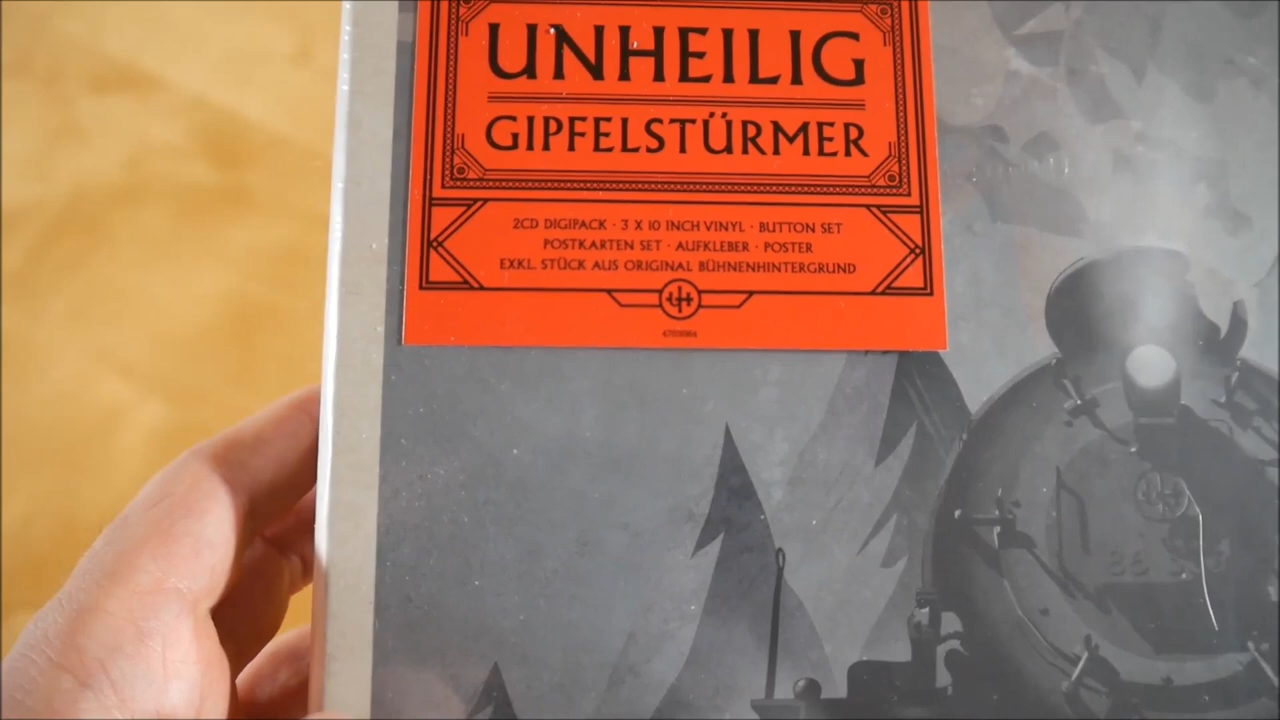 UNHEILIG
GIPFELSTÜRMER
2CD DIGIPACK · 3 X 10 INCH VINYL · BUTTON SET
POSTKARTEN SET · AUFKLEBER · POSTER
EXKL. STÜCK AUS ORIGINAL BÜHNENHINTERGRUND